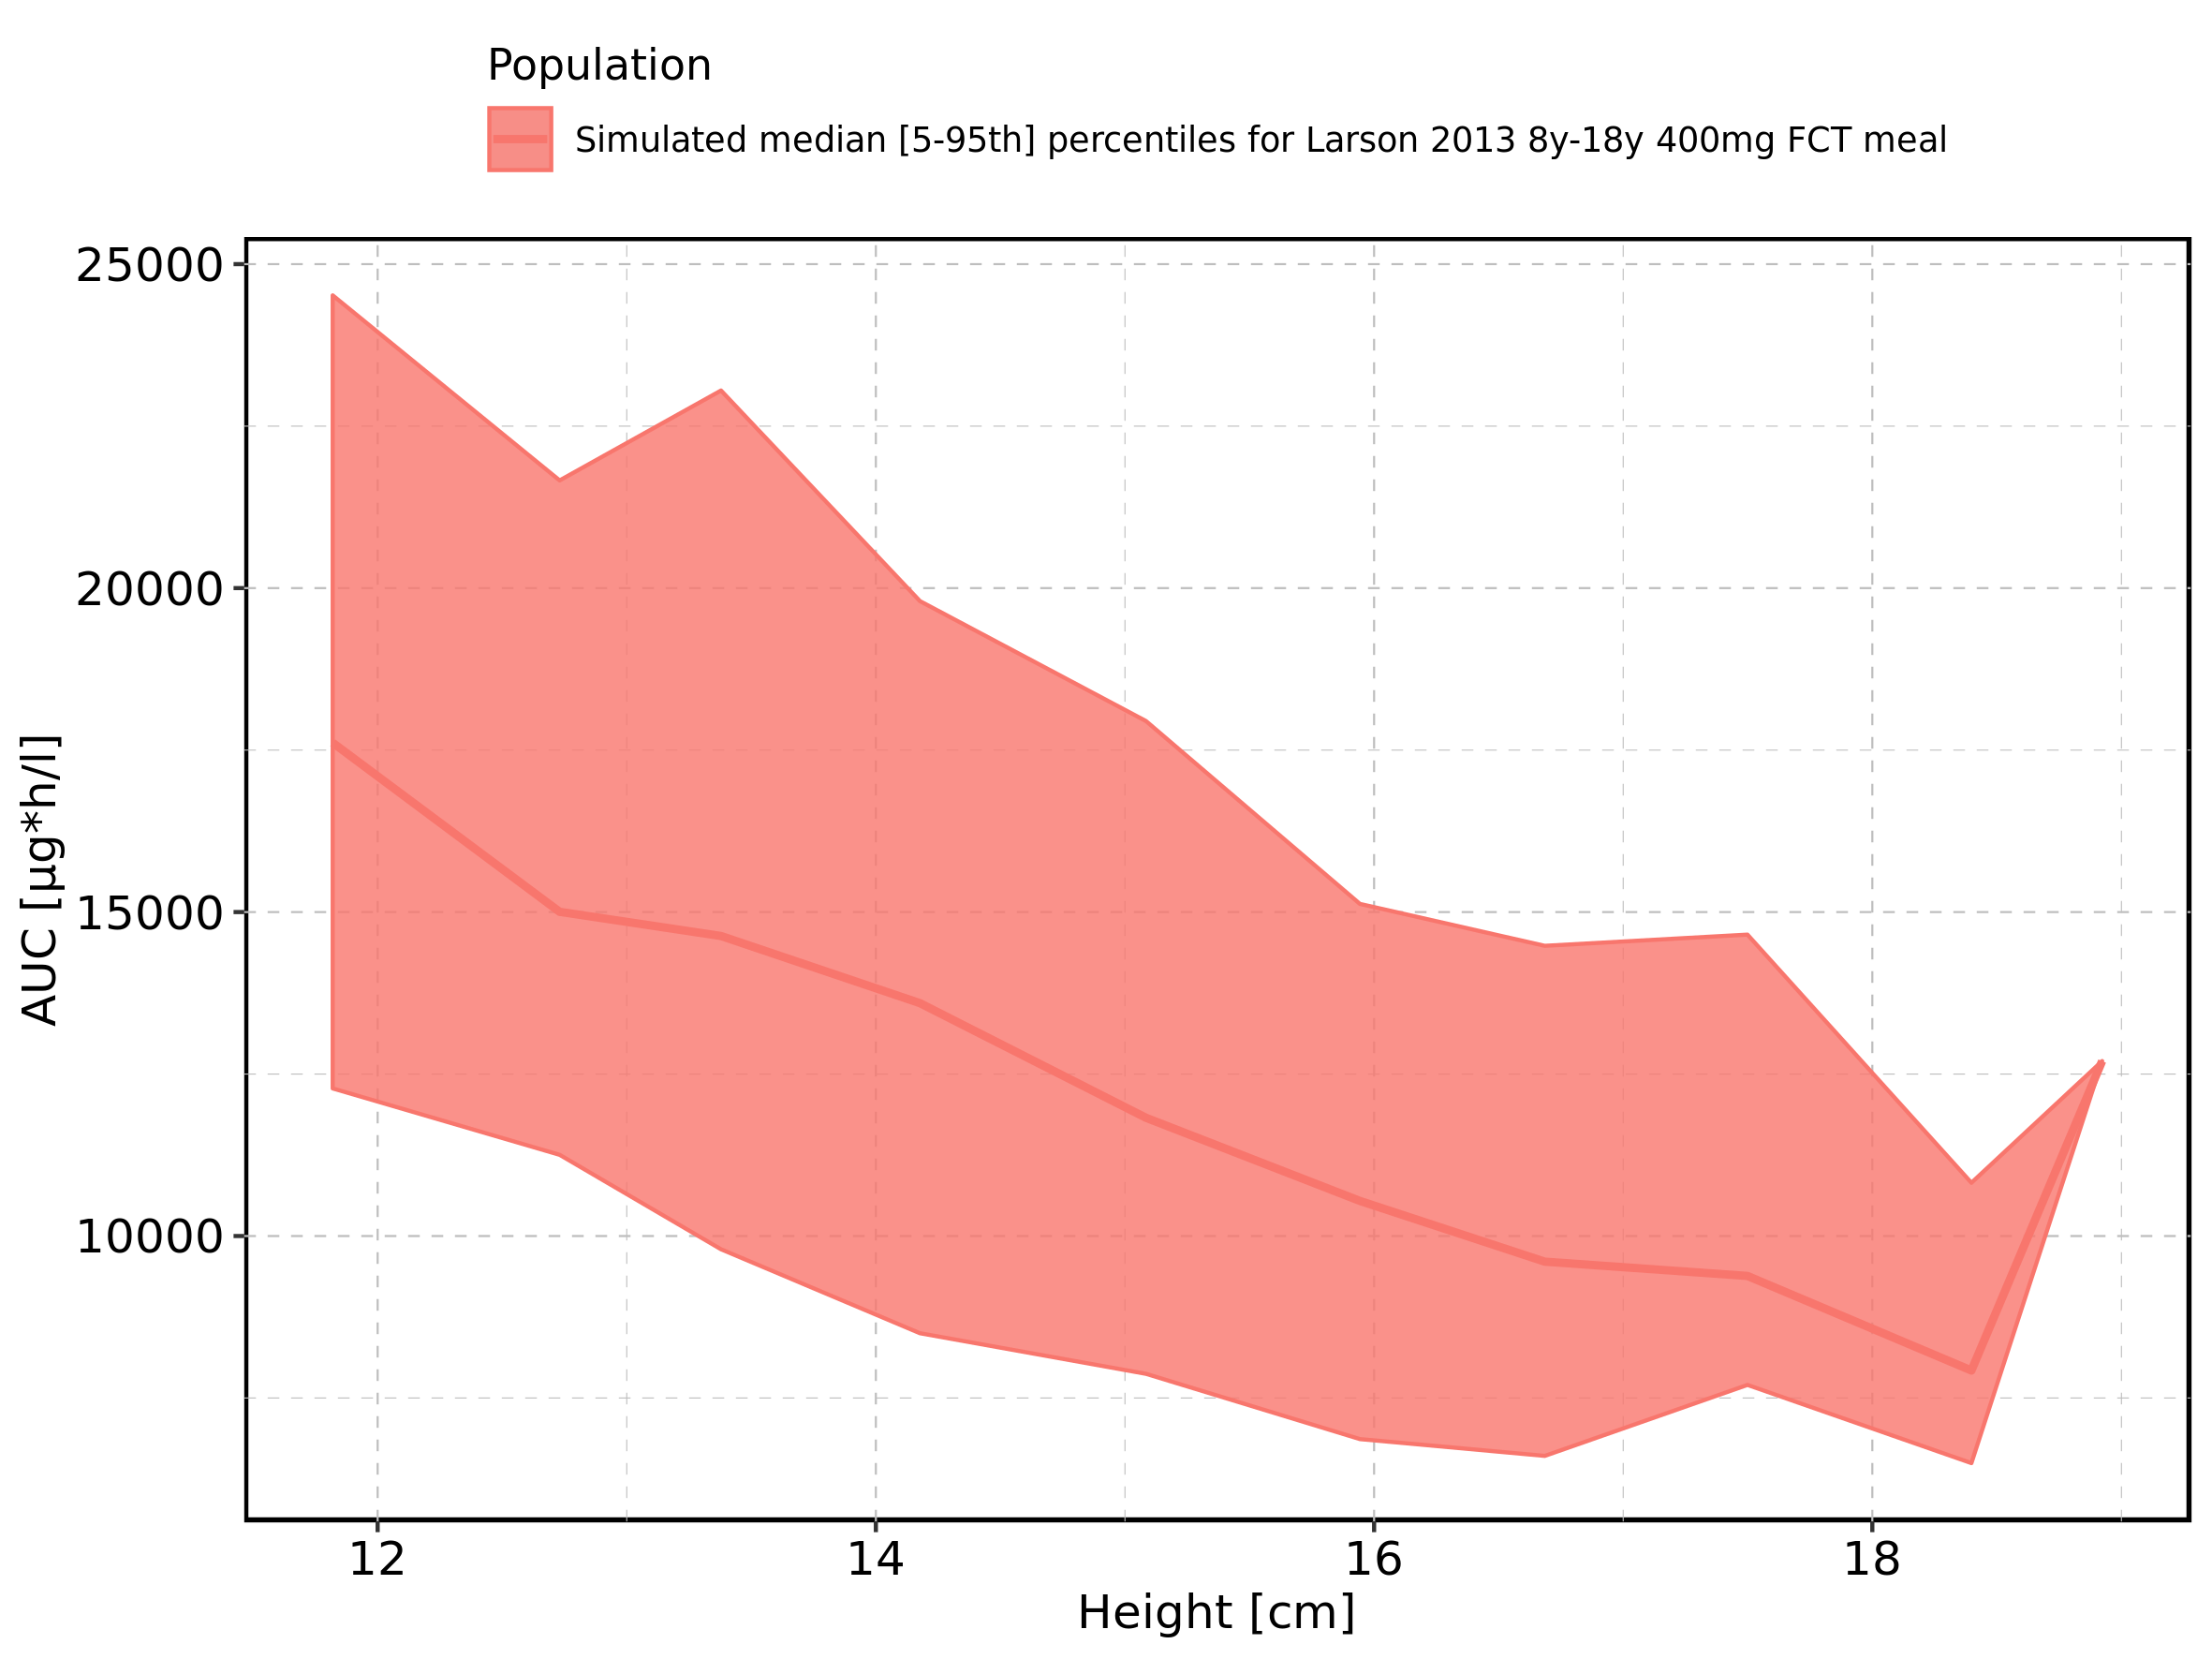 Population
Simulated median [5-95th] percentiles for Larson 2013 8y-18y 400mg FCT meal
25000
20000
15000
10000
AUC [µg*h/l]
12 14 16 18
Height [cm]